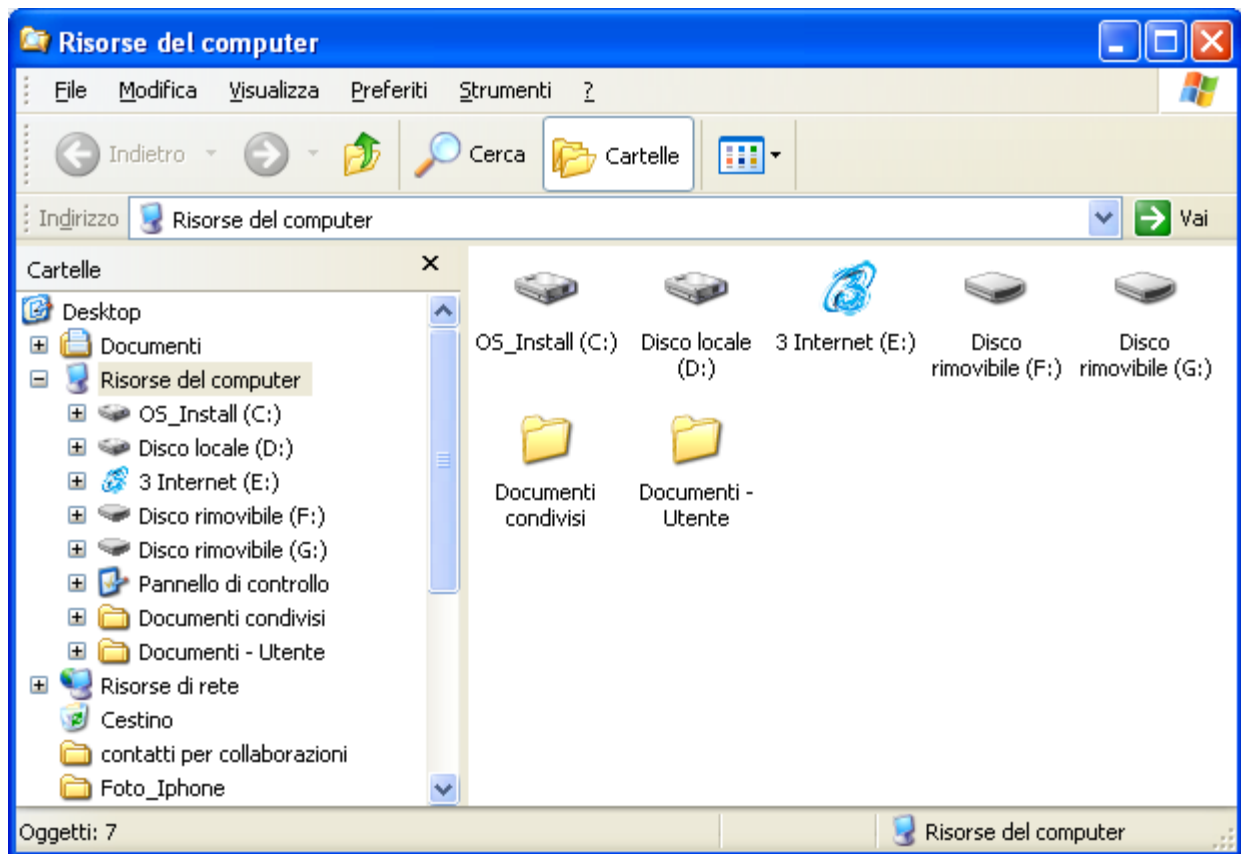 Risorse del computer
File Modifica Visualizza Preferiti Strumenti ?
Indietro Cerca Cartelle
Indirizzo Risorse del computer Vai
Cartelle
Desktop
Documenti
Risorse del computer
OS_Install (C:)
Disco locale (D:)
3 Internet (E:)
Disco rimovibile (F:)
Disco rimovibile (G:)
Pannello di controllo
Documenti condivisi
Documenti - Utente
Risorse di rete
Cestino
contatti per collaborazioni
Foto_Iphone
OS_Install (C:)
Disco locale
(D:)
3 Internet (E:)
Disco
rimovibile (F:)
Disco
rimovibile (G:)
Documenti
condivisi
Documenti -
Utente
Oggetti: 7
Risorse del computer